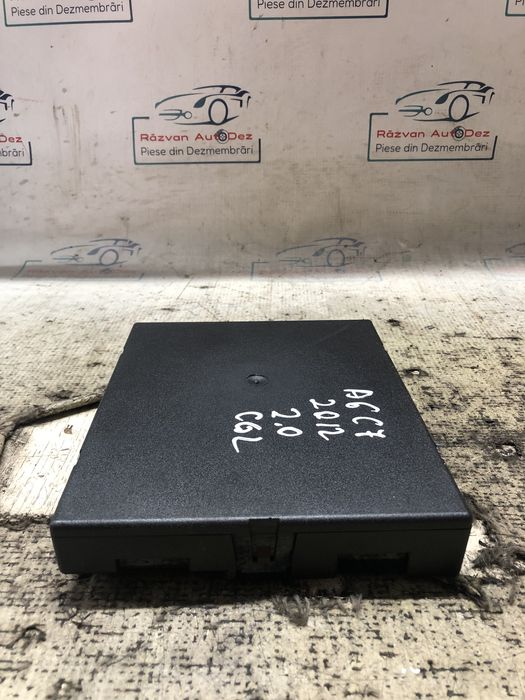 Piese din Dezmembrări
Piese din Dezmembrări
Răzvan AutoDez
Piese din Dezmembrări
Răzvan AutoDez
Piese din Dezmembrări
A6 C7
2012
2.0
CGL